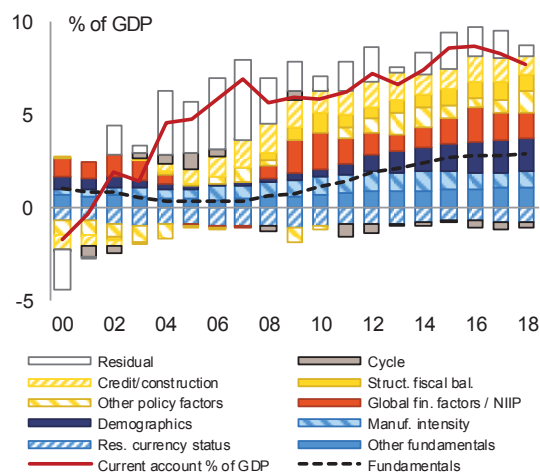 % of GDP
10
5
0
-5
00 02 04 06 08 10 12 14 16 18
Residual Cycle
Credit/construction Struct. fiscal bal.
Other policy factors Global fin. factors / NIIP
Demographics Manuf. intensity
Res. currency status Other fundamentals
Current account % of GDP Fundamentals